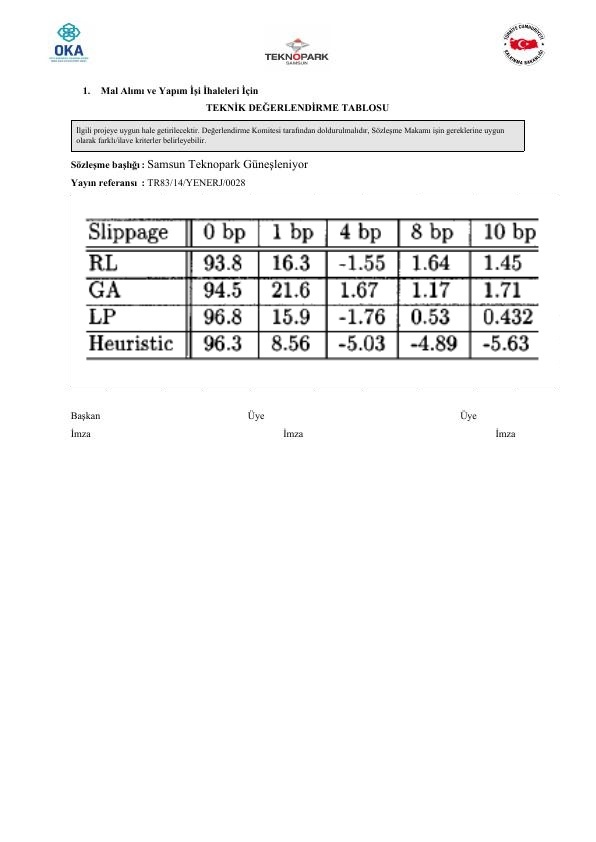 OKA
TEKNOPARK
SAMSUN
TÜRKİYE CUMHURİYETİ
KALKINMA BAKANLIĞI
1. Mal Alımı ve Yapım İşi İhaleleri İçin
TEKNİK DEĞERLENDİRME TABLOSU
İlgili projeye uygun hale getirilecektir. Değerlendirme Komitesi tarafından doldurulmalıdır, Sözleşme Makamı işin gereklerine uygun
olarak farklı/ilave kriterler belirleyebilir.
Sözleşme başlığı : Samsun Teknopark Güneşleniyor
Yayın referansı : TR83/14/YENERJ/0028
Slippage 0 bp 1 bp 4 bp 8 bp 10 bp
RL 93.8 16.3 -1.55 1.64 1.45
GA 94.5 21.6 1.67 1.17 1.71
LP 96.8 15.9 -1.76 0.53 0.432
Heuristic 96.3 8.56 -5.03 -4.89 -5.63
Başkan Üye Üye
İmza İmza İmza